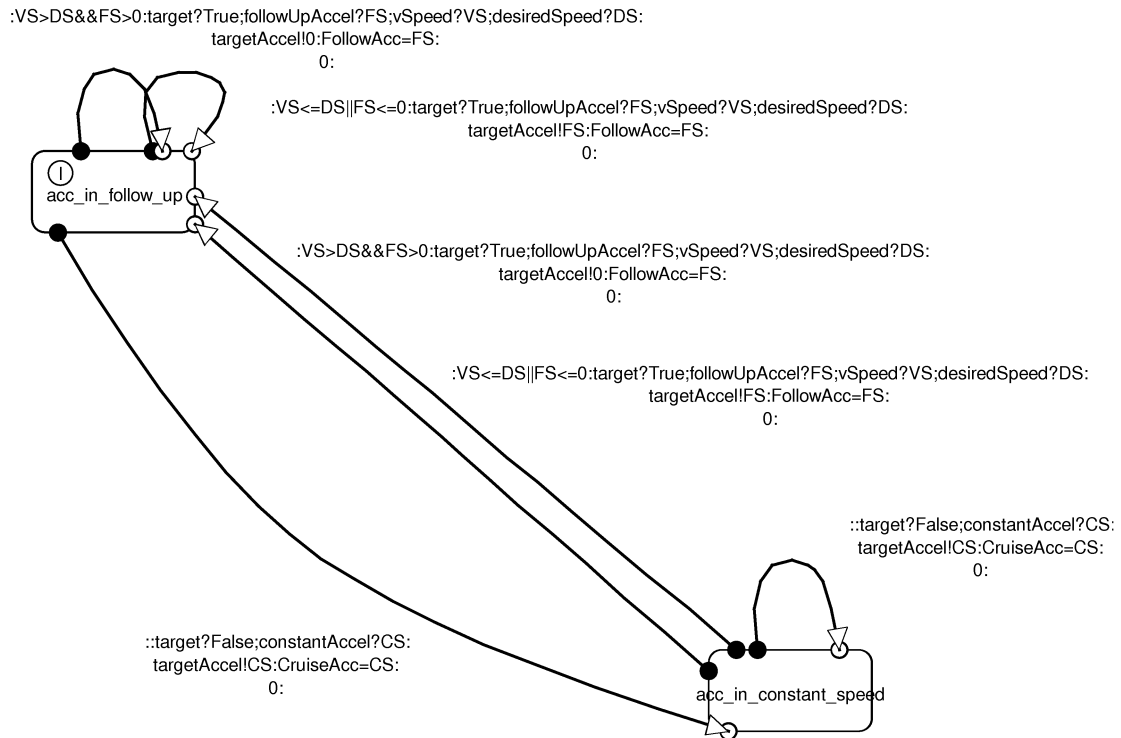 :VS>DS&&FS>0:target?True;followUpAccel?FS;vSpeed?VS;desiredSpeed?DS:
targetAccel!0:FollowAcc=FS:
0:
:VS<=DS||FS<=0:target?True;followUpAccel?FS;vSpeed?VS;desiredSpeed?DS:
targetAccel!FS:FollowAcc=FS:
0:
I
acc_in_follow_up
:VS>DS&&FS>0:target?True;followUpAccel?FS;vSpeed?VS;desiredSpeed?DS:
targetAccel!0:FollowAcc=FS:
0:
:VS<=DS||FS<=0:target?True;followUpAccel?FS;vSpeed?VS;desiredSpeed?DS:
targetAccel!FS:FollowAcc=FS:
0:
::target?False;constantAccel?CS:
targetAccel!CS:CruiseAcc=CS:
0:
::target?False;constantAccel?CS:
targetAccel!CS:CruiseAcc=CS:
0:
acc_in_constant_speed